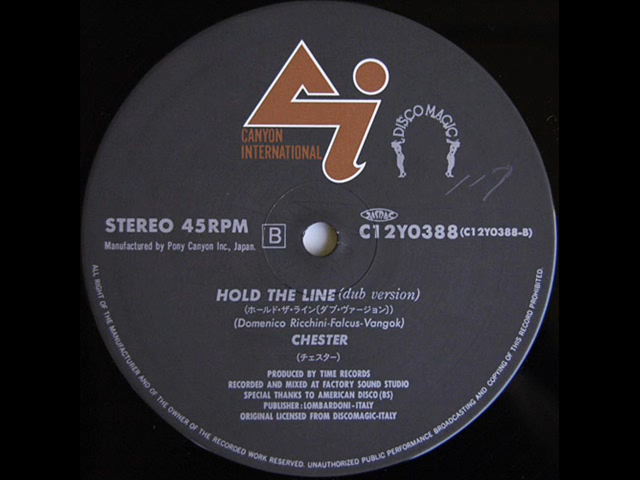 CANYON
INTERNATIONAL
DISCO MAGIC
117
STEREO 45RPM
B
C12Y0388(C12Y0388-B)
Manufactured by Pony Canyon Inc., Japan.
HOLD THE LINE(dub version)
(ホールド・ザ・ライン〔ダブ・ヴァージョン〕)
(Domenico Ricchini-Falcus-Vangok)
CHESTER
(チェスター)
PRODUCED BY TIME RECORDS
RECORDED AND MIXED AT FACTORY SOUND STUDIO
SPECIAL THANKS TO AMERICAN DISCO(BS)
PUBLISHER:LOMBARDONI-ITALY
ORIGINAL LICENSED FROM DISCOMAGIC-ITALY
ALL RIGHT OF THE MANUFACTURER AND OF THE OWNER OF THE RECORDED WORK RESERVED. UNAUTHORIZED PUBLIC PERFORMANCE BROADCASTING AND COPYING OF THIS RECORD PROHIBITED.